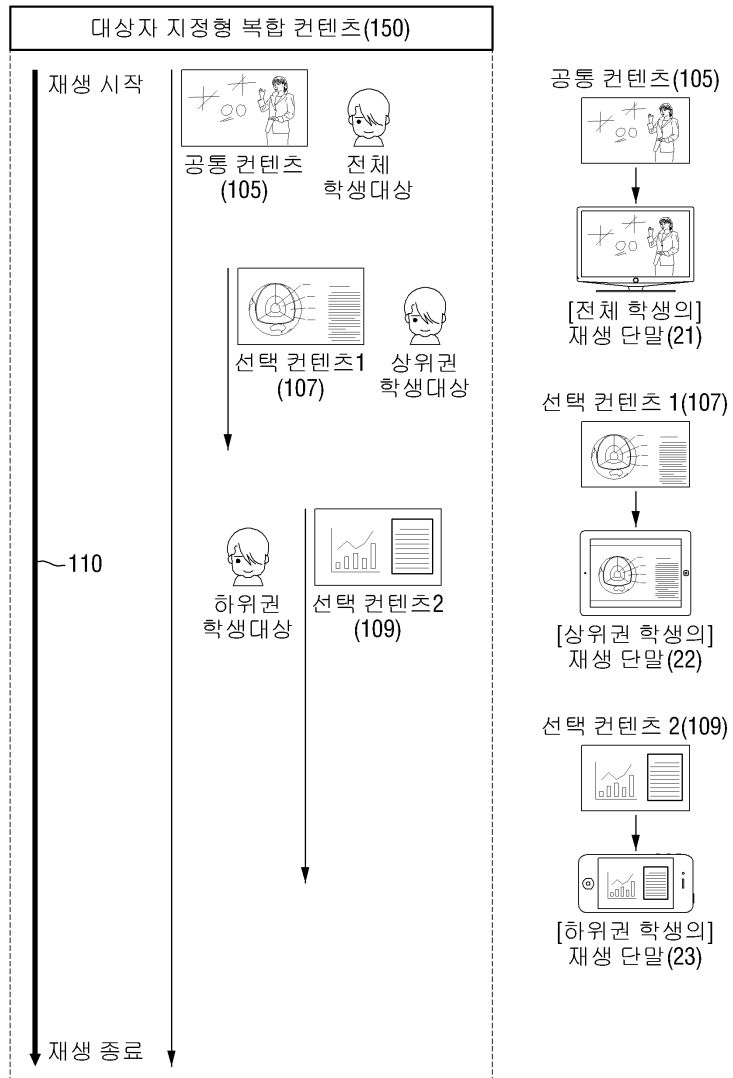 대상자 지정형 복합 컨텐츠(150)
재생 시작
공통 컨텐츠
(105)
전체
학생대상
선택 컨텐츠1
(107)
상위권
학생대상
110
하위권
학생대상
선택 컨텐츠2
(109)
재생 종료
공통 컨텐츠(105)
[전체 학생의]
재생 단말(21)
선택 컨텐츠 1(107)
[상위권 학생의]
재생 단말(22)
선택 컨텐츠 2(109)
[하위권 학생의]
재생 단말(23)